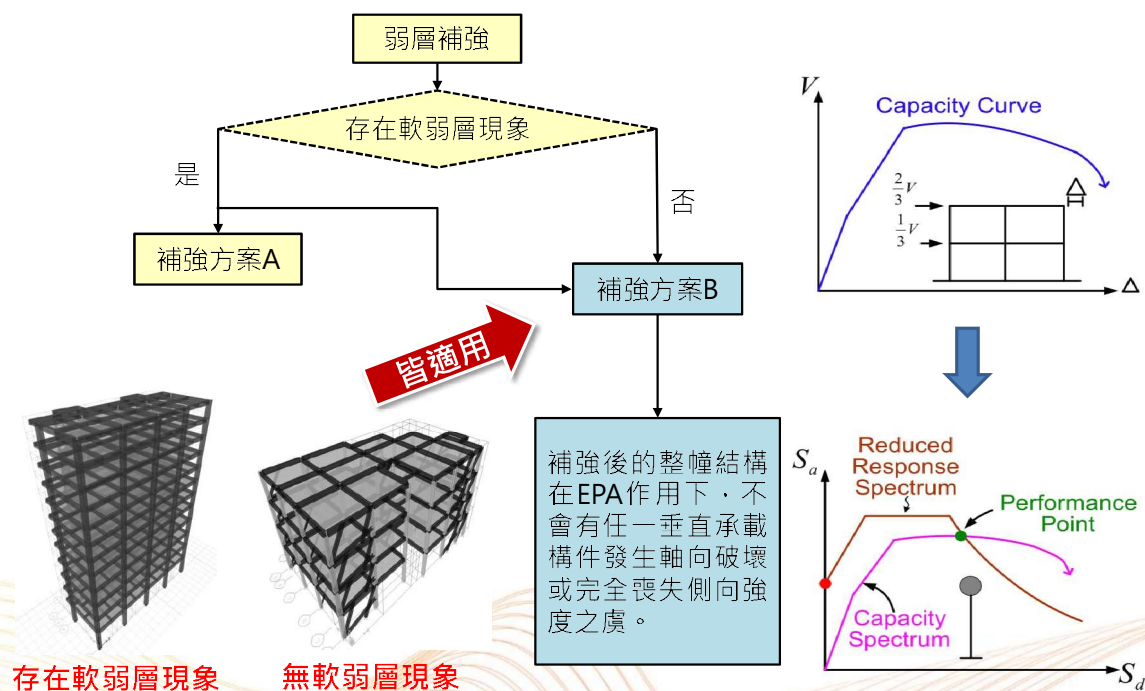 弱層補強
存在軟弱層現象
是
否
補強方案A
補強方案B
皆適用
補強後的整幢結構
在EPA作用下，不
會有任一垂直承載
構件發生軸向破壞
或完全喪失側向強
度之虞。
存在軟弱層現象
無軟弱層現象
V
Capacity Curve
2/3 V
1/3 V
Δ
Δ
Sa
Reduced
Response
Spectrum
Performance
Point
Capacity
Spectrum
Sd